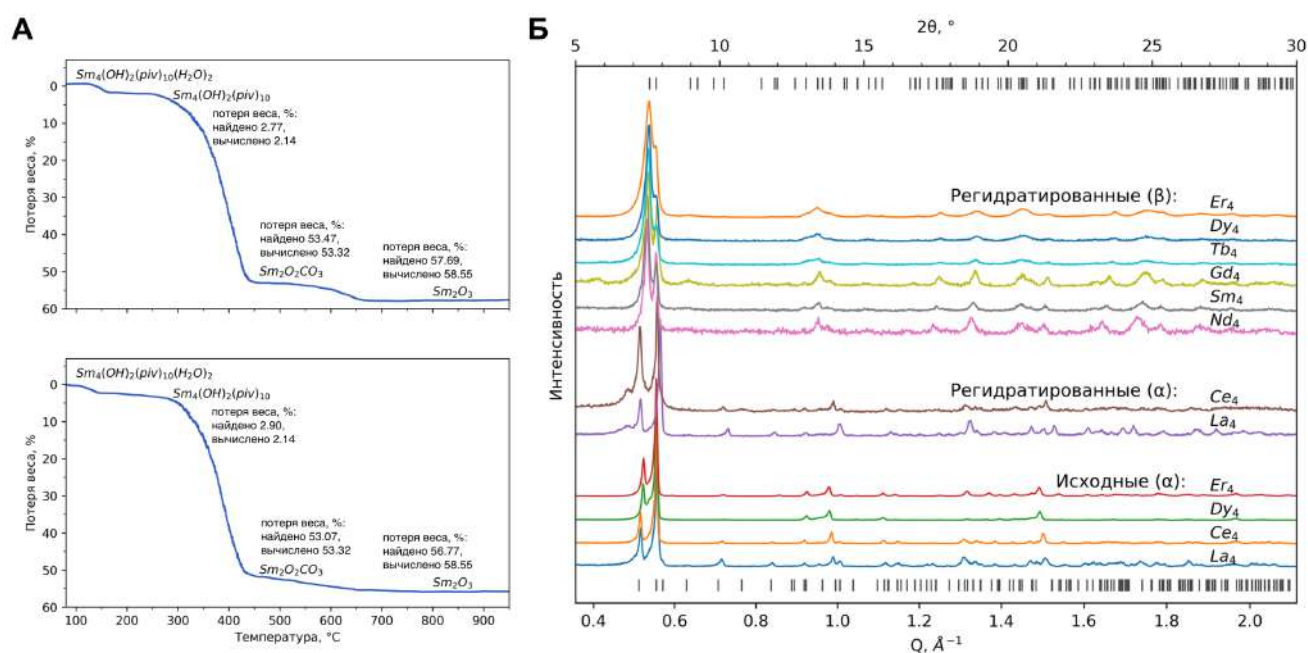 А
Sm4(OH)2(piv)10(H2O)2
Sm4(OH)2(piv)10
потеря веса, %:
найдено 2.77,
вычислено 2.14
потеря веса, %:
найдено 53.47,
вычислено 53.32
Sm2O2CO3
потеря веса, %:
найдено 57.69,
вычислено 58.55
Sm2O3
0
10
20
30
40
50
60
Потеря веса, %
Sm4(OH)2(piv)10(H2O)2
Sm4(OH)2(piv)10
потеря веса, %:
найдено 2.90,
вычислено 2.14
потеря веса, %:
найдено 53.07,
вычислено 53.32
Sm2O2CO3
потеря веса, %:
найдено 56.77,
вычислено 58.55
Sm2O3
0
10
20
30
40
50
60
Потеря веса, %
100 200 300 400 500 600 700 800 900
Температура, °C
Б
2θ, °
5 10 15 20 25 30
Регидратированные (β):
Er4
Dy4
Tb4
Gd4
Sm4
Nd4
Регидратированные (α):
Ce4
La4
Исходные (α):
Er4
Dy4
Ce4
La4
Интенсивность
0.4 0.6 0.8 1.0 1.2 1.4 1.6 1.8 2.0
Q, Å−1